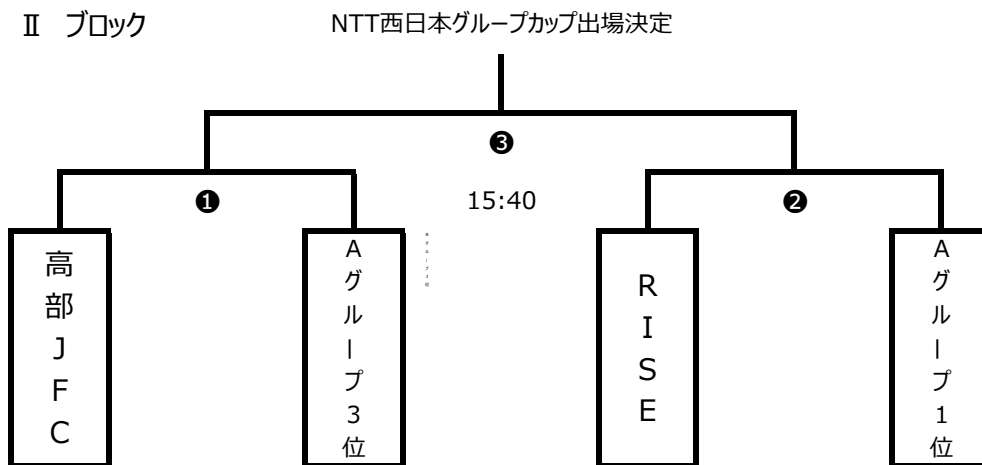 Ⅱ ブロック
NTT西日本グループカップ出場決定
❸
❶
15:40
❷
高部JFC
Aグループ3位
RISE
Aグループ1位